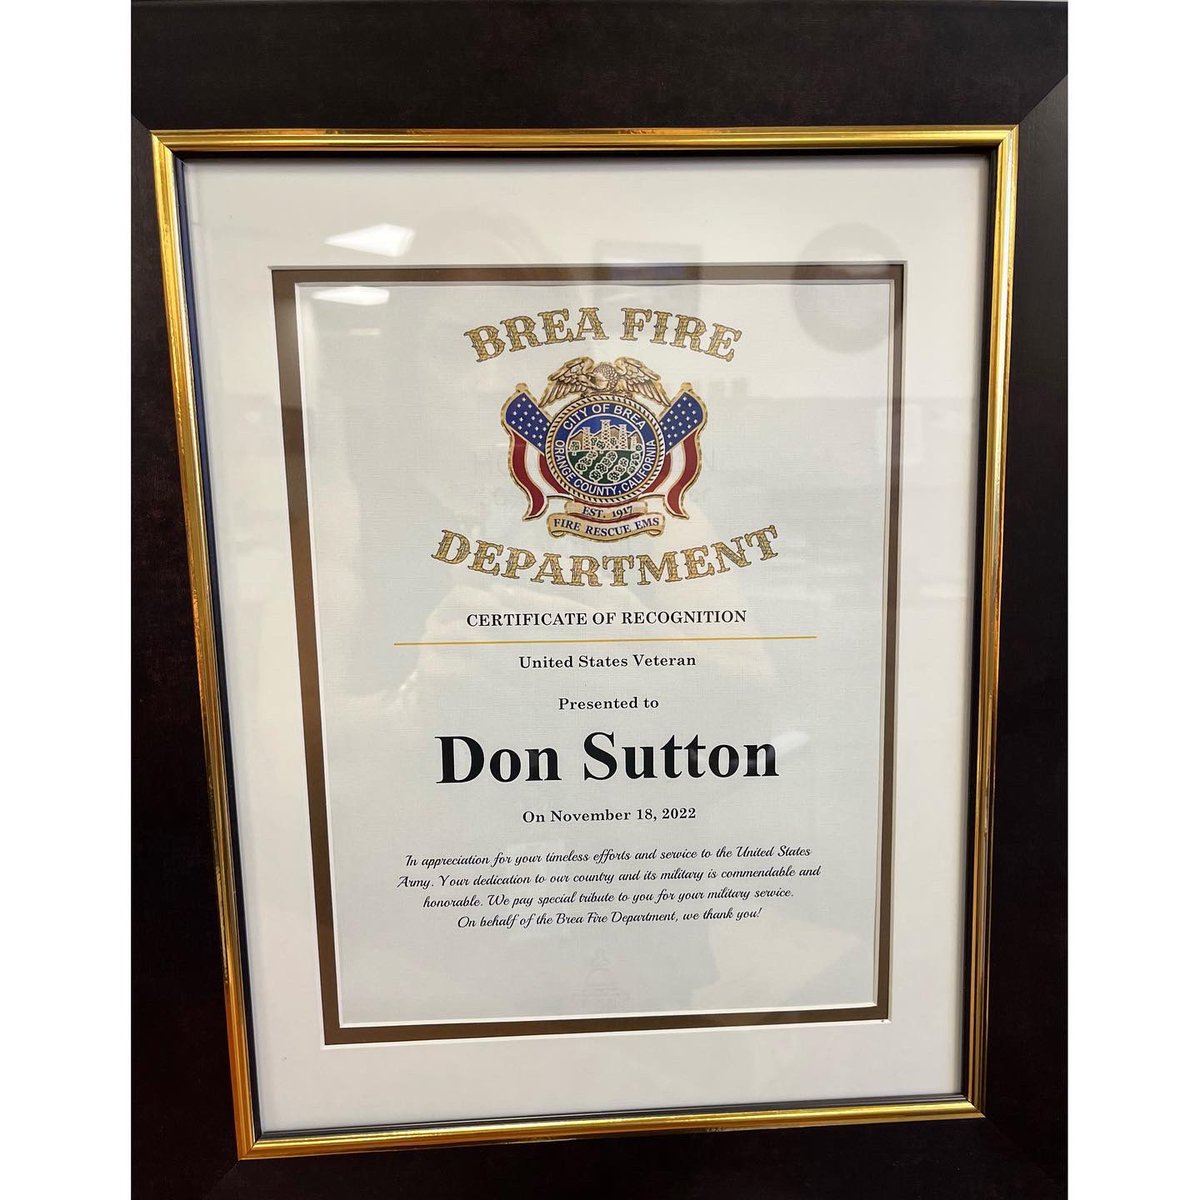 BREA FIRE
CITY OF BREA
ORANGE COUNTY, CALIFORNIA
EST. 1917
FIRE RESCUE EMS
DEPARTMENT
CERTIFICATE OF RECOGNITION
United States Veteran
Presented to
Don Sutton
On November 18, 2022
In appreciation for your timeless efforts and service to the United States
Army. Your dedication to our country and its military is commendable and
honorable. We pay special tribute to you for your military service.
On behalf of the Brea Fire Department, we thank you!